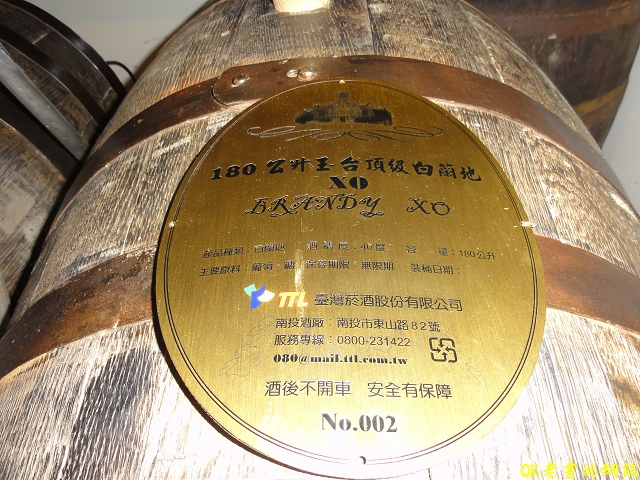 180公升玉台頂級白蘭地
XO
BRANDY XO
產品種類：白蘭地 酒精度：40度 容量：180公升
主要原料：葡萄、糖 保存期限：無限期 裝桶日期：
TTL 臺灣菸酒股份有限公司
南投酒廠：南投市東山路82號
服務專線：0800-231422
080@mail.ttl.com.tw
酒後不開車 安全有保障
No.002